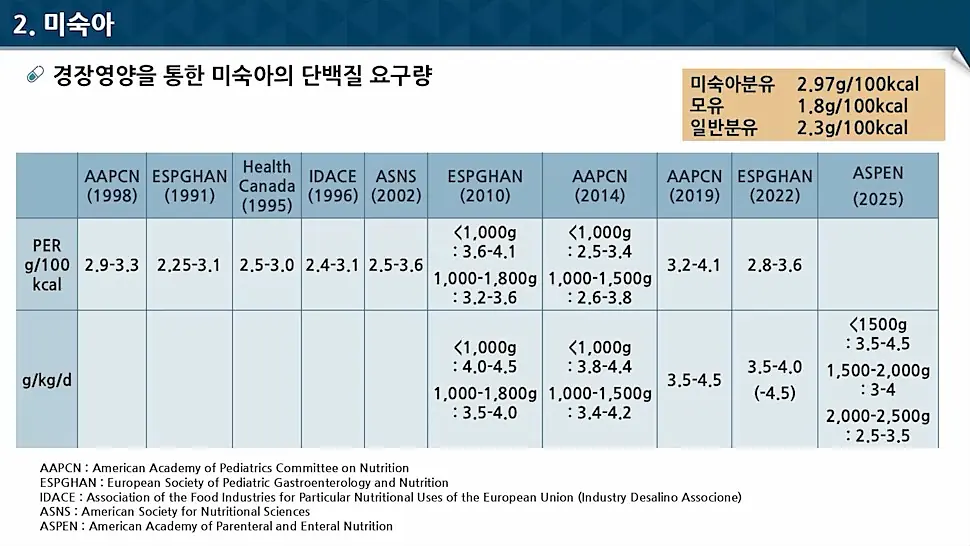 2. 미숙아
경장영양을 통한 미숙아의 단백질 요구량
미숙아분유 2.97g/100kcal
모유 1.8g/100kcal
일반분유 2.3g/100kcal
AAPCN (1998) ESPGHAN (1991) Health Canada (1995) IDACE (1996) ASNS (2002) ESPGHAN (2010) AAPCN (2014) AAPCN (2019) ESPGHAN (2022) ASPEN (2025)
PER g/100 kcal 2.9-3.3 2.25-3.1 2.5-3.0 2.4-3.1 2.5-3.6 <1,000g : 3.6-4.1 1,000-1,800g : 3.2-3.6 <1,000g : 2.5-3.4 1,000-1,500g : 2.6-3.8 3.2-4.1 2.8-3.6
g/kg/d <1,000g : 4.0-4.5 1,000-1,800g : 3.5-4.0 <1,000g : 3.8-4.4 1,000-1,500g : 3.4-4.2 3.5-4.5 3.5-4.0 (-4.5) <1500g : 3.5-4.5 1,500-2,000g : 3-4 2,000-2,500g : 2.5-3.5
AAPCN : American Academy of Pediatrics Committee on Nutrition
ESPGHAN : European Society of Pediatric Gastroenterology and Nutrition
IDACE : Association of the Food Industries for Particular Nutritional Uses of the European Union (Industry Desalino Associone)
ASNS : American Society for Nutritional Sciences
ASPEN : American Academy of Parenteral and Enteral Nutrition